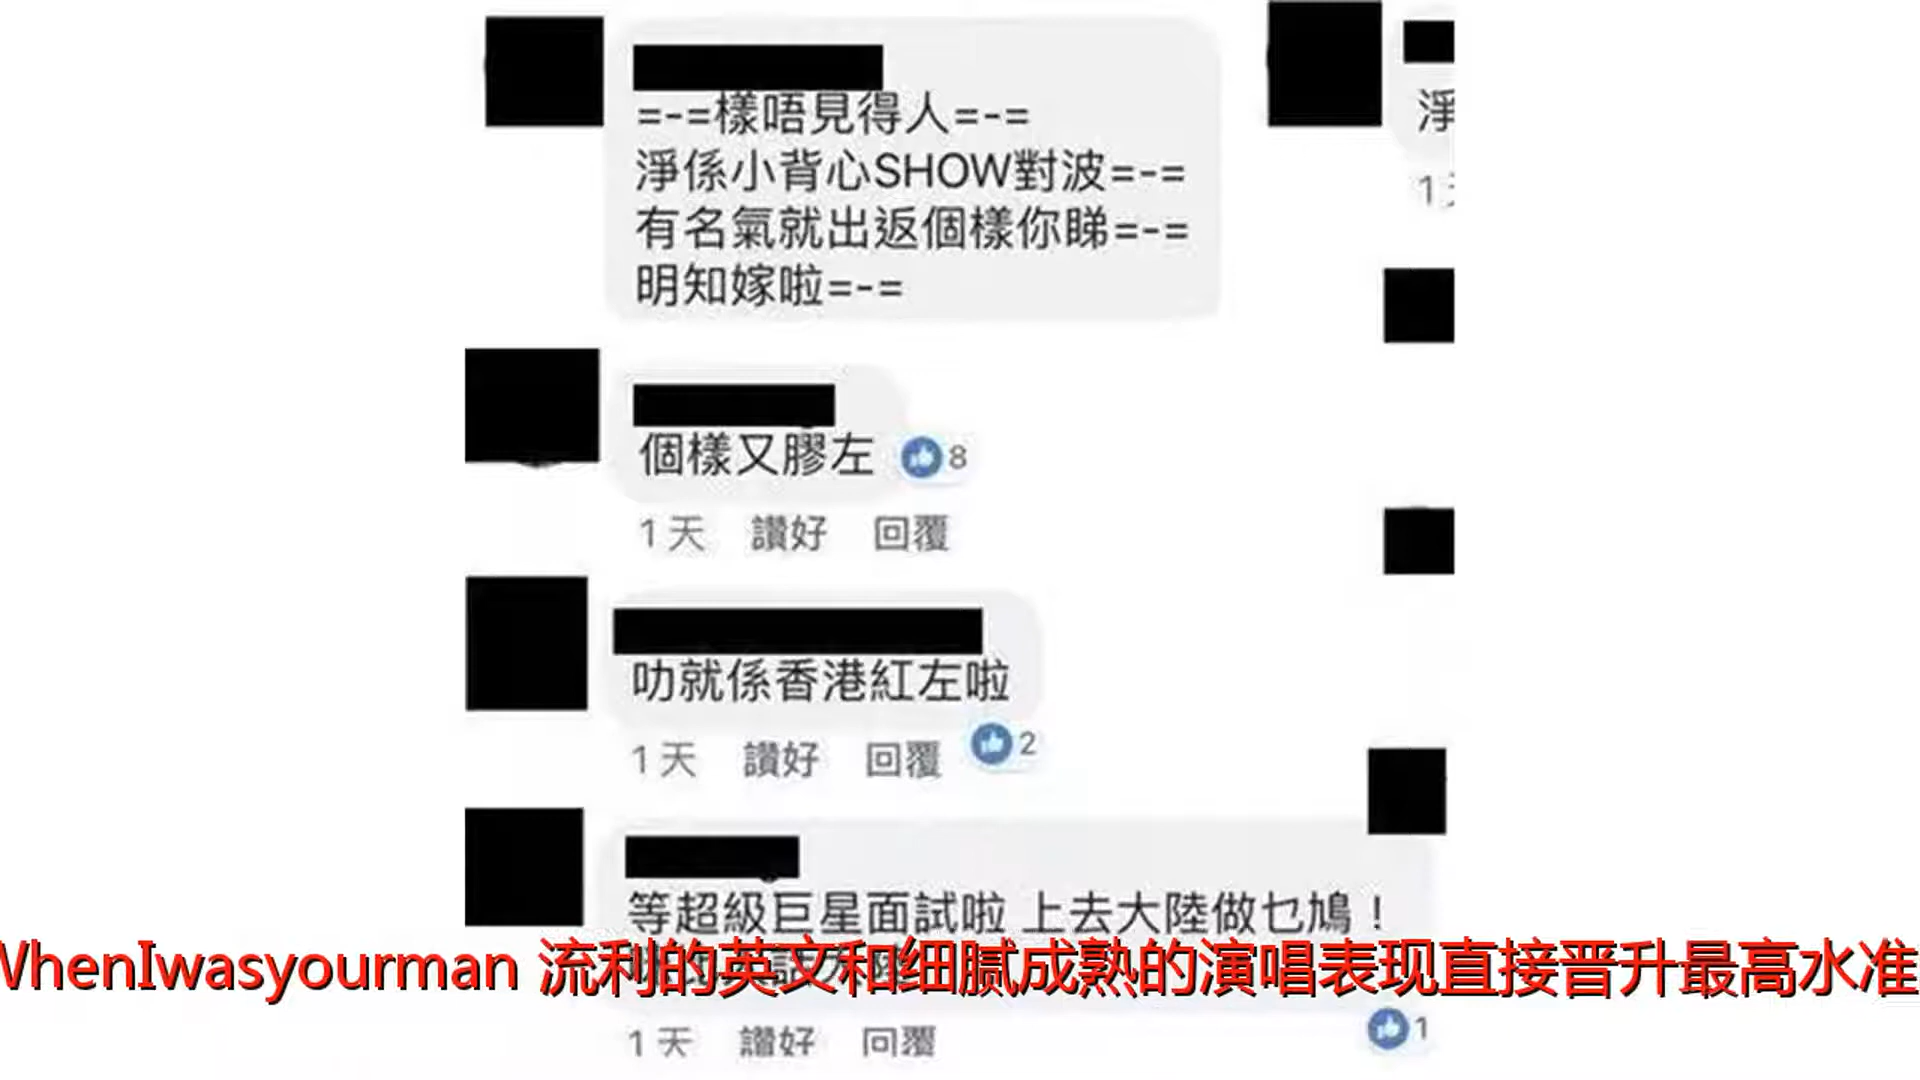 =-=樣唔見得人=-=
淨係小背心SHOW對波=-=
有名氣就出返個樣你睇=-=
明知嫁啦=-=
淨
1
個樣又膠左
8
1天 讚好 回覆
叻就係香港紅左啦
1天 讚好 回覆
2
等超級巨星面試啦 上去大陸做乜鳩！
WhenIwasyourman 流利的英文和细腻成熟的演唱表现直接晋升最高水准
1天 讚好 回覆
1